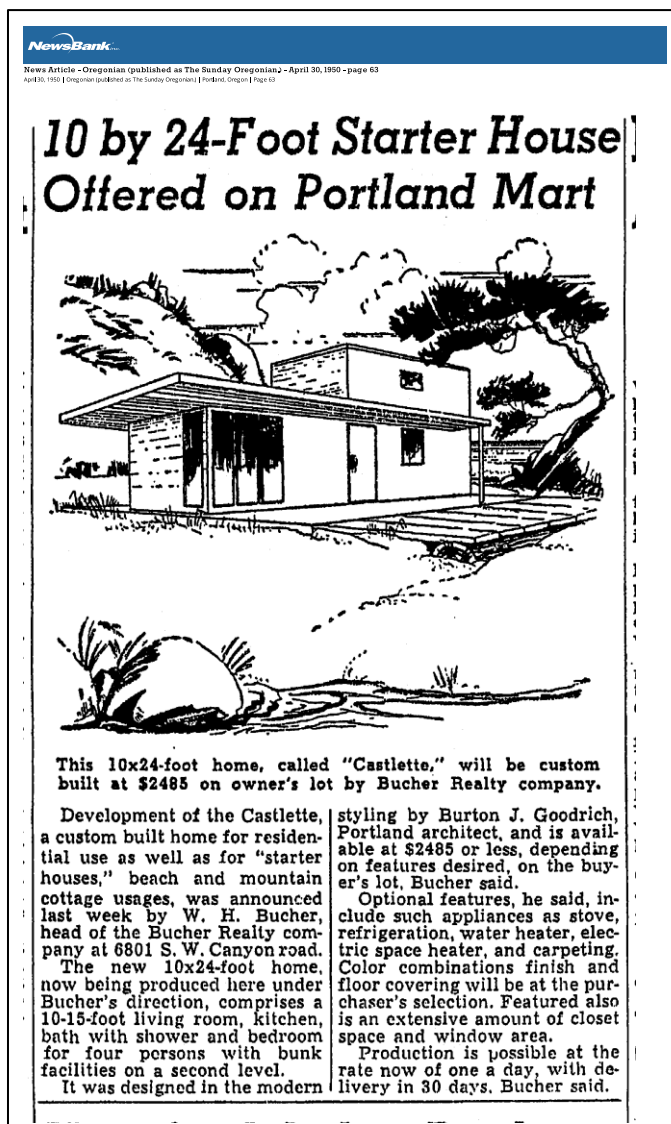 NewsBank
News Article - Oregonian (published as The Sunday Oregonian) - April 30, 1950 - page 63
April 30, 1950 | Oregonian (published as The Sunday Oregonian) | Portland, Oregon | Page 63
10 by 24-Foot Starter House
Offered on Portland Mart
This 10x24-foot home, called "Castlette," will be custom
built at $2485 on owner's lot by Bucher Realty company.
Development of the Castlette,
a custom built home for residen-
tial use as well as for "starter
houses," beach and mountain
cottage usages, was announced
last week by W. H. Bucher,
head of the Bucher Realty com-
pany at 6801 S. W. Canyon road.
The new 10x24-foot home,
now being produced here under
Bucher's direction, comprises a
10-15-foot living room, kitchen,
bath with shower and bedroom
for four persons with bunk
facilities on a second level.
It was designed in the modern
styling by Burton J. Goodrich,
Portland architect, and is avail-
able at $2485 or less, depending
on features desired, on the buy-
er's lot, Bucher said.
Optional features, he said, in-
clude such appliances as stove,
refrigeration, water heater, elec-
tric space heater, and carpeting.
Color combinations finish and
floor covering will be at the pur-
chaser's selection. Featured also
is an extensive amount of closet
space and window area.
Production is possible at the
rate now of one a day, with de-
livery in 30 days, Bucher said.